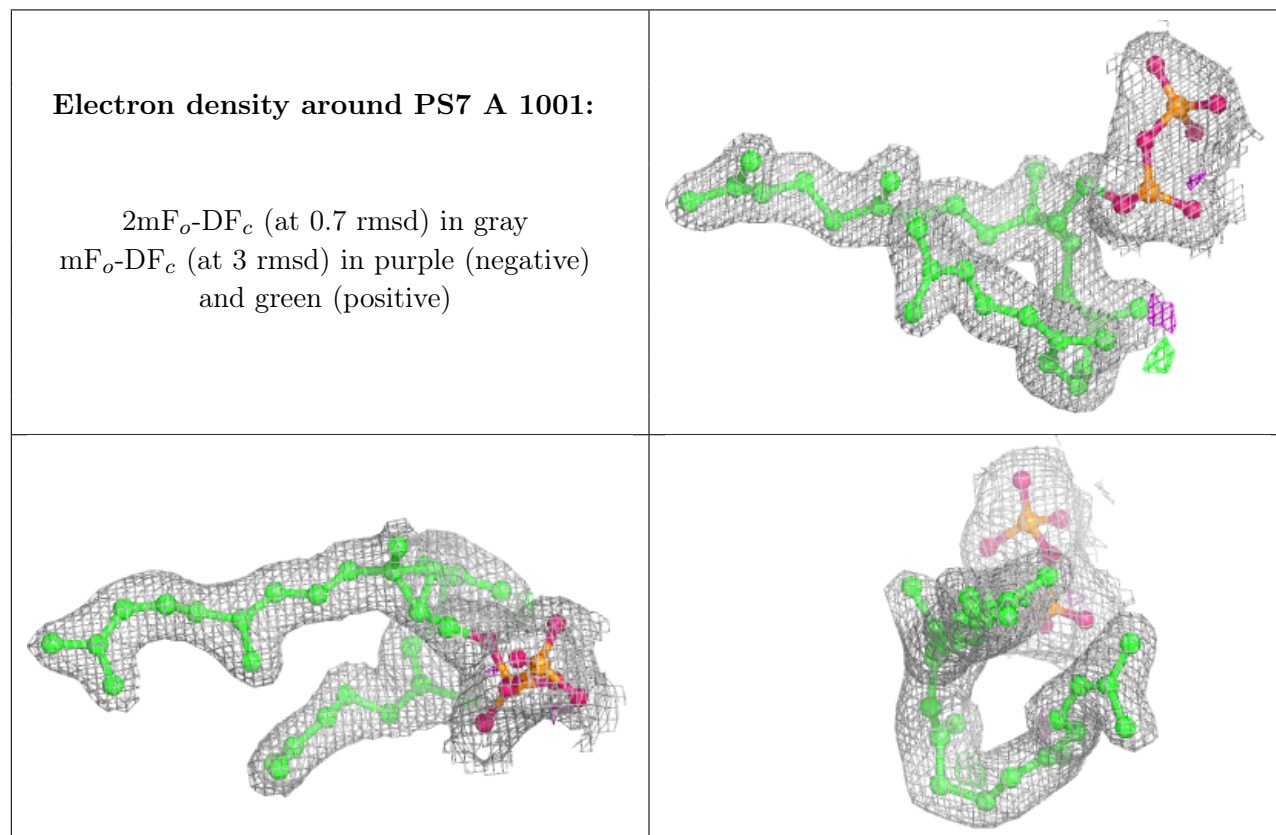 Electron density around PS7 A 1001:
2mFo-DFc (at 0.7 rmsd) in gray
mFo-DFc (at 3 rmsd) in purple (negative)
and green (positive)